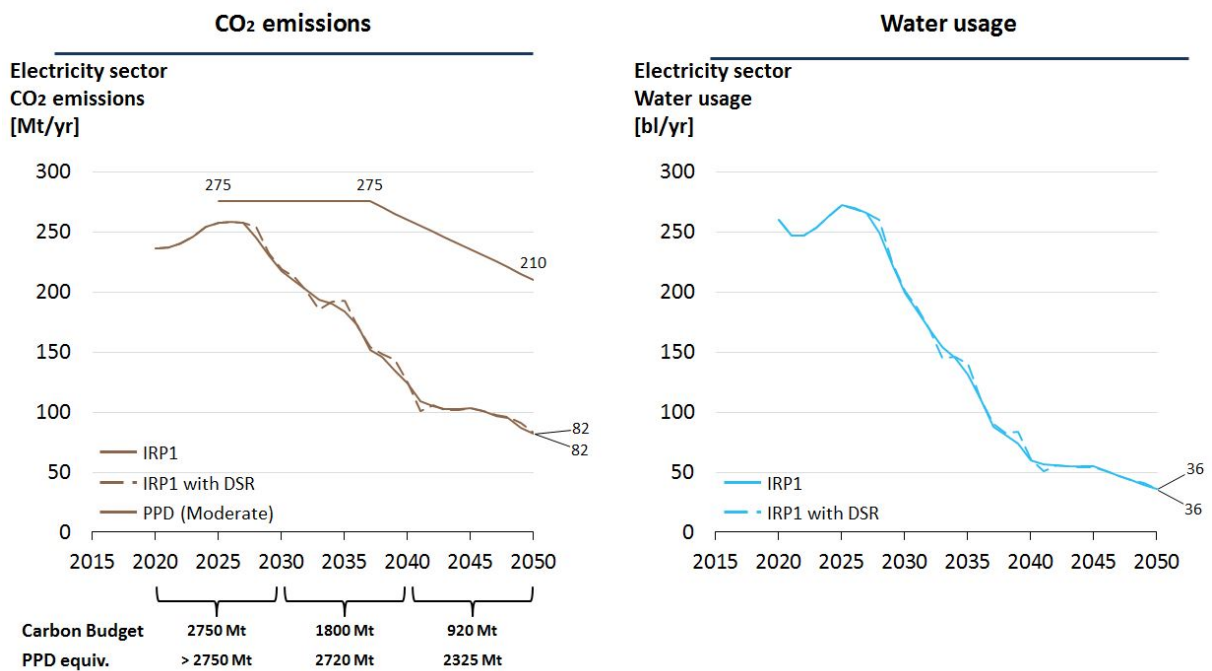 CO₂ emissions
Electricity sector
CO₂ emissions
[Mt/yr]
300
250
200
150
100
50
0
275
275
210
82
82
IRP1
IRP1 with DSR
PPD (Moderate)
2015 2020 2025 2030 2035 2040 2045 2050
Carbon Budget 2750 Mt 1800 Mt 920 Mt
PPD equiv. > 2750 Mt 2720 Mt 2325 Mt
Water usage
Electricity sector
Water usage
[bl/yr]
300
250
200
150
100
50
0
36
36
IRP1
IRP1 with DSR
2015 2020 2025 2030 2035 2040 2045 2050